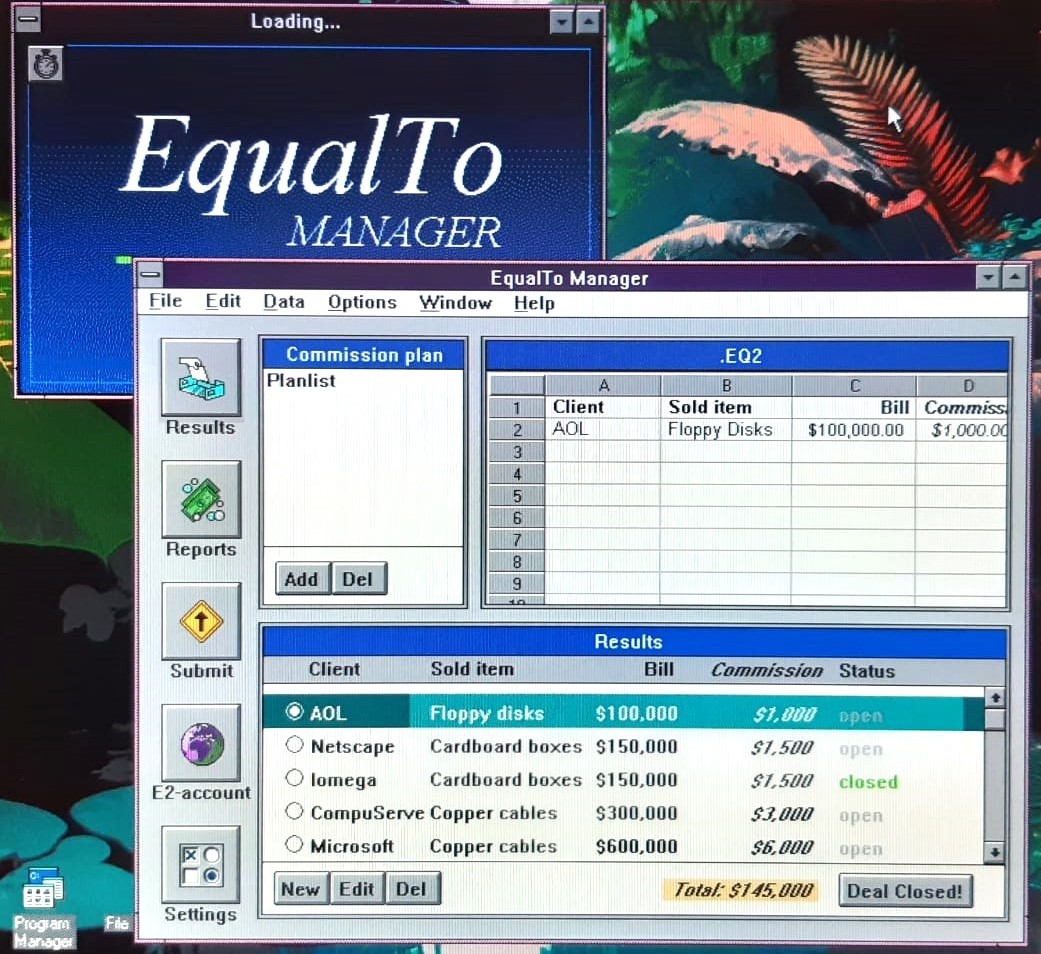 Loading...
EqualTo
MANAGER
EqualTo Manager
File Edit Data Options Window Help
Results
Reports
Submit
E2-account
Settings
Commission plan
Planlist
Add Del
.EQ2
A B C D
1 Client Sold item Bill Commiss
2 AOL Floppy Disks $100,000.00 $1,000.00
3
4
5
6
7
8
9
10
Results
Client Sold item Bill Commission Status
AOL Floppy disks $100,000 $1,000 open
Netscape Cardboard boxes $150,000 $1,500 open
Iomega Cardboard boxes $150,000 $1,500 closed
CompuServe Copper cables $300,000 $3,000 open
Microsoft Copper cables $600,000 $6,000 open
New Edit Del Total: $145,000 Deal Closed!
Program
Manager
File